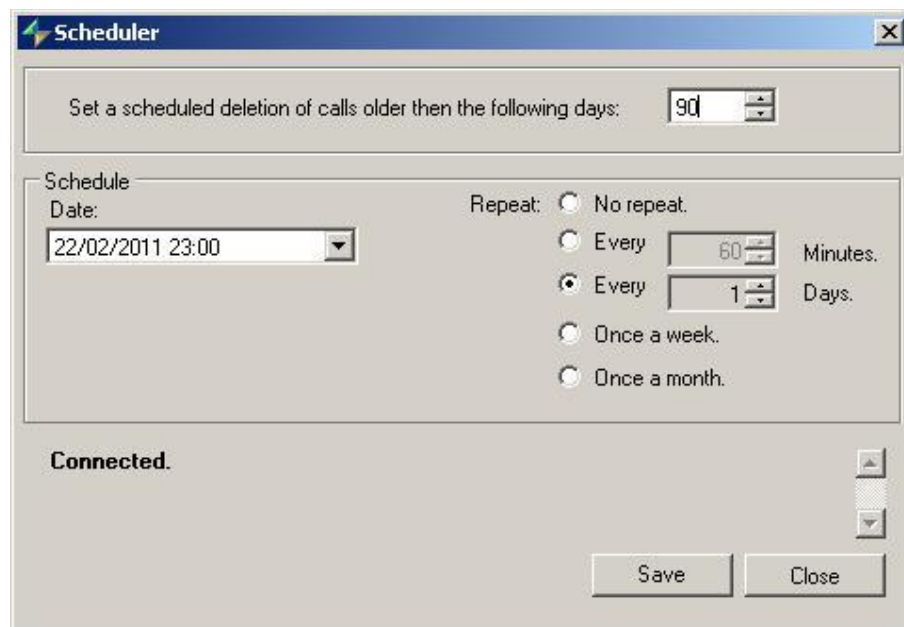 Scheduler
Set a scheduled deletion of calls older then the following days: 90
Schedule
Date:
22/02/2011 23:00
Repeat: No repeat.
Every 60 Minutes.
Every 1 Days.
Once a week.
Once a month.
Connected.
Save Close